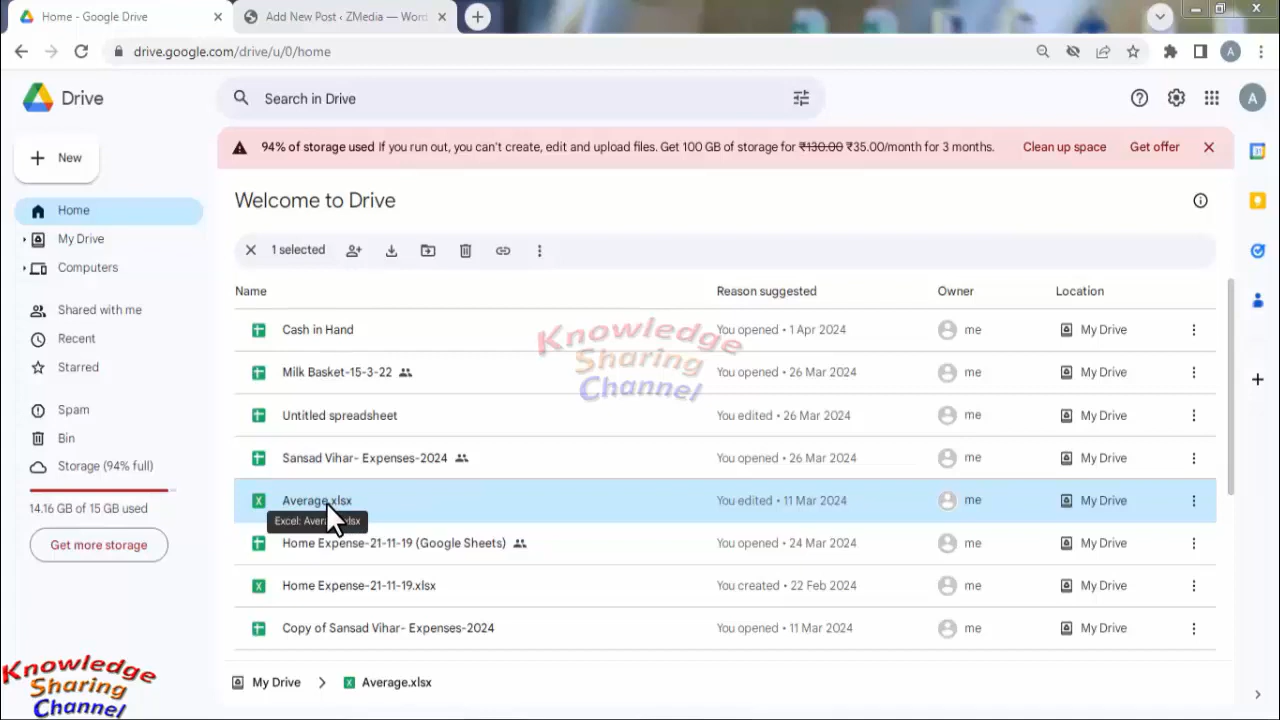 Home - Google Drive
Add New Post ‹ ZMedia — Word
drive.google.com/drive/u/0/home
A
Drive
Search in Drive
A
94% of storage used If you run out, you can't create, edit and upload files. Get 100 GB of storage for ₹130.00 ₹35.00/month for 3 months. Clean up space Get offer
New
Welcome to Drive
Home
My Drive
Computers
Shared with me
Recent
Starred
Spam
Bin
Storage (94% full)
14.16 GB of 15 GB used
Get more storage
1 selected
Name Reason suggested Owner Location
Cash in Hand You opened • 1 Apr 2024 me My Drive
Milk Basket-15-3-22 You opened • 26 Mar 2024 me My Drive
Untitled spreadsheet You edited • 26 Mar 2024 me My Drive
Sansad Vihar- Expenses-2024 You opened • 26 Mar 2024 me My Drive
Average.xlsx You edited • 11 Mar 2024 me My Drive
Excel: Average.xlsx
Home Expense-21-11-19 (Google Sheets) You opened • 24 Mar 2024 me My Drive
Home Expense-21-11-19.xlsx You created • 22 Feb 2024 me My Drive
Copy of Sansad Vihar- Expenses-2024 You opened • 11 Mar 2024 me My Drive
My Drive Average.xlsx
Knowledge
Sharing
Channel
Knowledge
Sharing
Channel